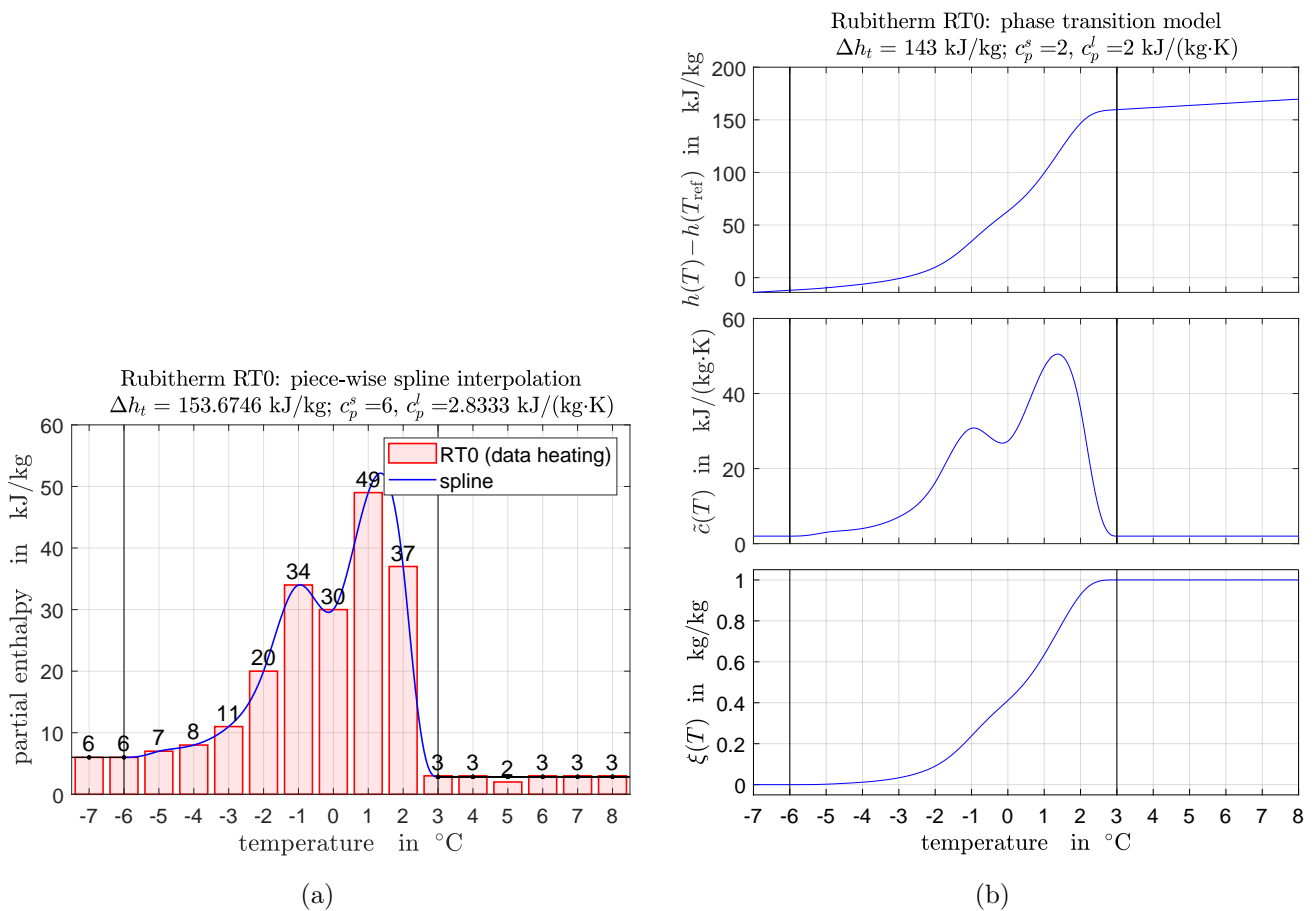 Rubitherm RT0: piece-wise spline interpolation
Δh_t = 153.6746 kJ/kg; c_p^s =6, c_p^l =2.8333 kJ/(kg·K)
partial enthalpy in kJ/kg
60
50
40
30
20
10
0
RT0 (data heating)
spline
6 6 7 8 11 20 34 30 49 37 3 3 2 3 3 3
-7 -6 -5 -4 -3 -2 -1 0 1 2 3 4 5 6 7 8
temperature in °C
(a)
Rubitherm RT0: phase transition model
Δh_t = 143 kJ/kg; c_p^s =2, c_p^l =2 kJ/(kg·K)
h(T)−h(T_ref) in kJ/kg
200
150
100
50
0
c̃(T) in kJ/(kg·K)
60
40
20
0
ξ(T) in kg/kg
1
0.8
0.6
0.4
0.2
0
-7 -6 -5 -4 -3 -2 -1 0 1 2 3 4 5 6 7 8
temperature in °C
(b)